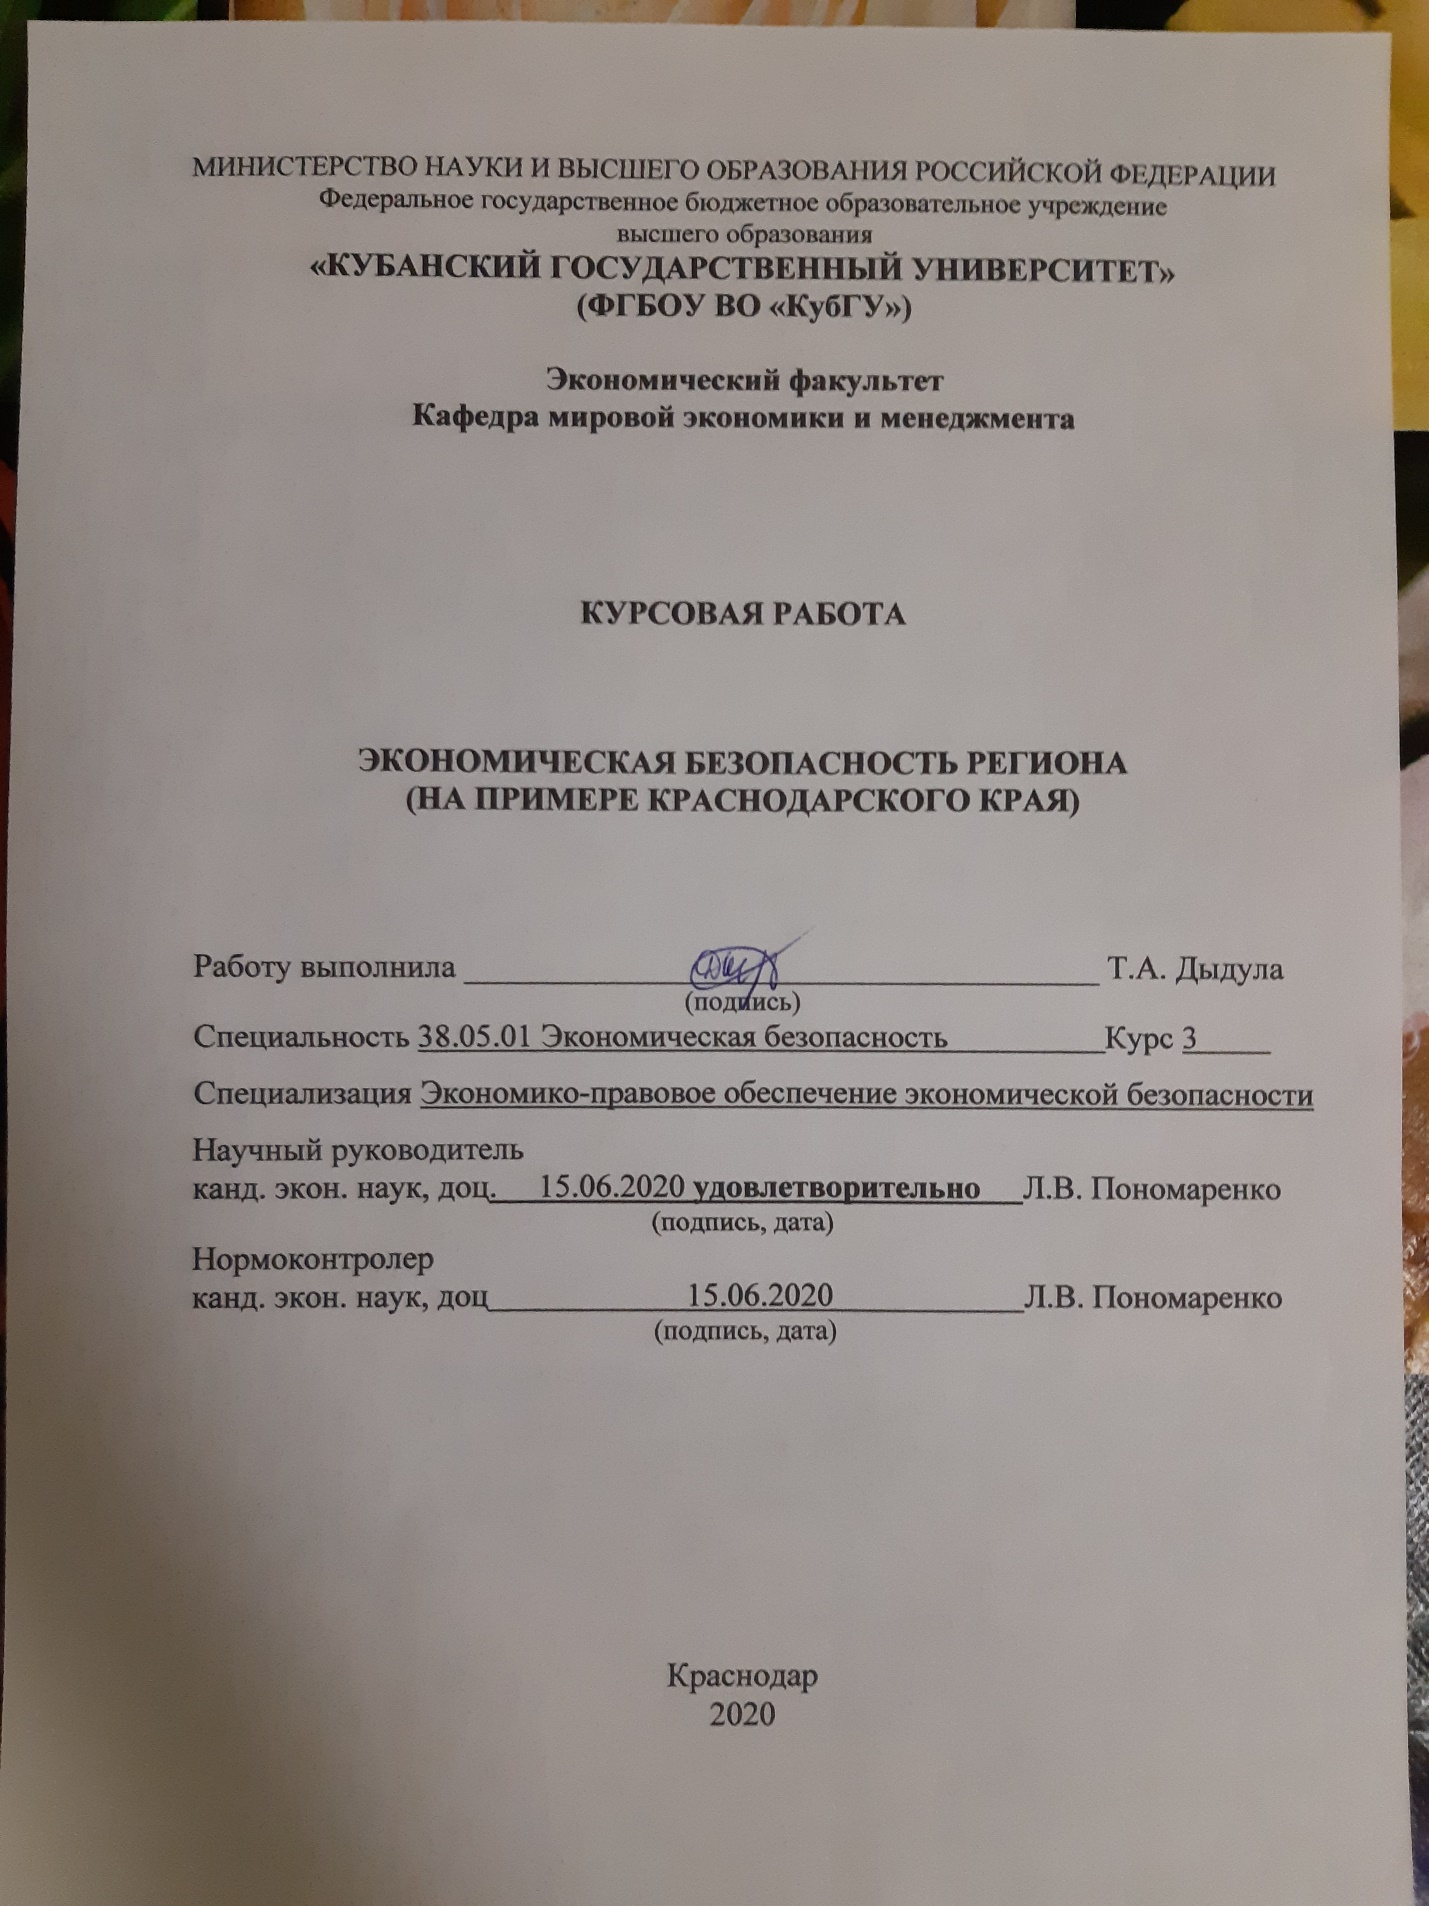 МИНИСТЕРСТВО НАУКИ И ВЫСШЕГО ОБРАЗОВАНИЯ РОССИЙСКОЙ ФЕДЕРАЦИИ
Федеральное государственное бюджетное образовательное учреждение
высшего образования
«КУБАНСКИЙ ГОСУДАРСТВЕННЫЙ УНИВЕРСИТЕТ»
(ФГБОУ ВО «КубГУ»)
Экономический факультет
Кафедра мировой экономики и менеджмента
КУРСОВАЯ РАБОТА
ЭКОНОМИЧЕСКАЯ БЕЗОПАСНОСТЬ РЕГИОНА
(НА ПРИМЕРЕ КРАСНОДАРСКОГО КРАЯ)
Работу выполнила Т.А. Дыдула
(подпись)
Специальность 38.05.01 Экономическая безопасность Курс 3
Специализация Экономико-правовое обеспечение экономической безопасности
Научный руководитель
канд. экон. наук, доц. 15.06.2020 удовлетворительно Л.В. Пономаренко
(подпись, дата)
Нормоконтролер
канд. экон. наук, доц 15.06.2020 Л.В. Пономаренко
(подпись, дата)
Краснодар
2020